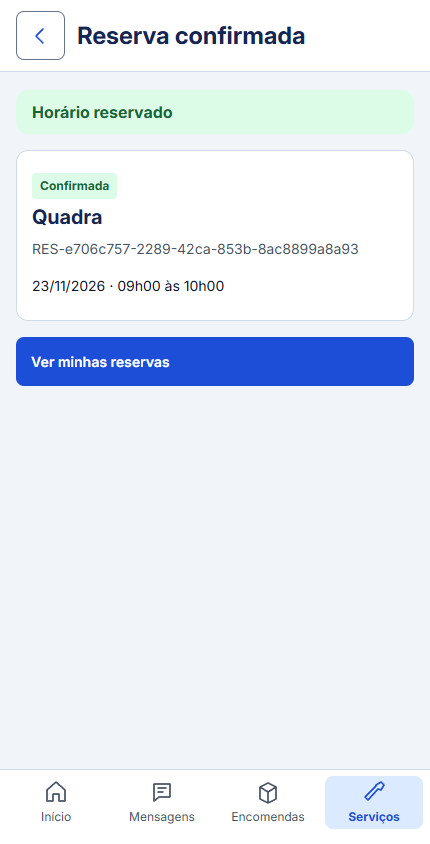 Reserva confirmada
Horário reservado
Confirmada
Quadra
RES-e706c757-2289-42ca-853b-8ac8899a8a93
23/11/2026 · 09h00 às 10h00
Ver minhas reservas
Início
Mensagens
Encomendas
Serviços